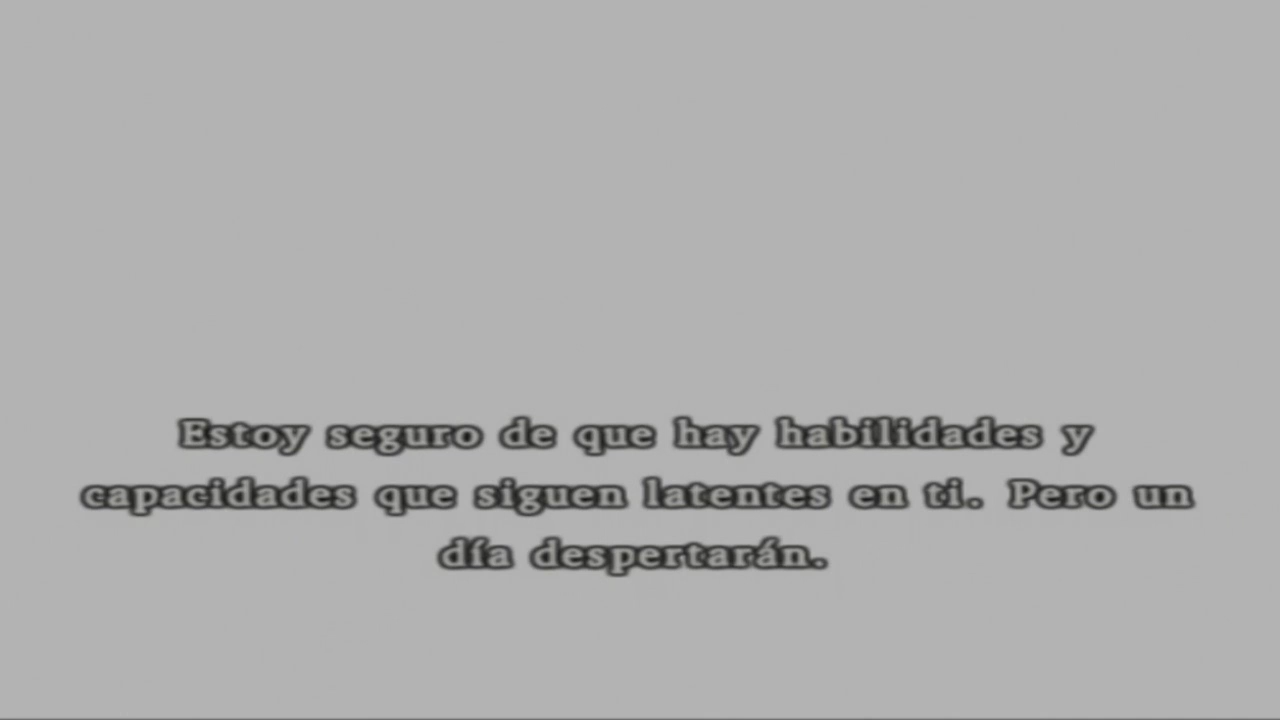 Estoy seguro de que hay habilidades y
capacidades que siguen latentes en ti. Pero un
día despertarán.